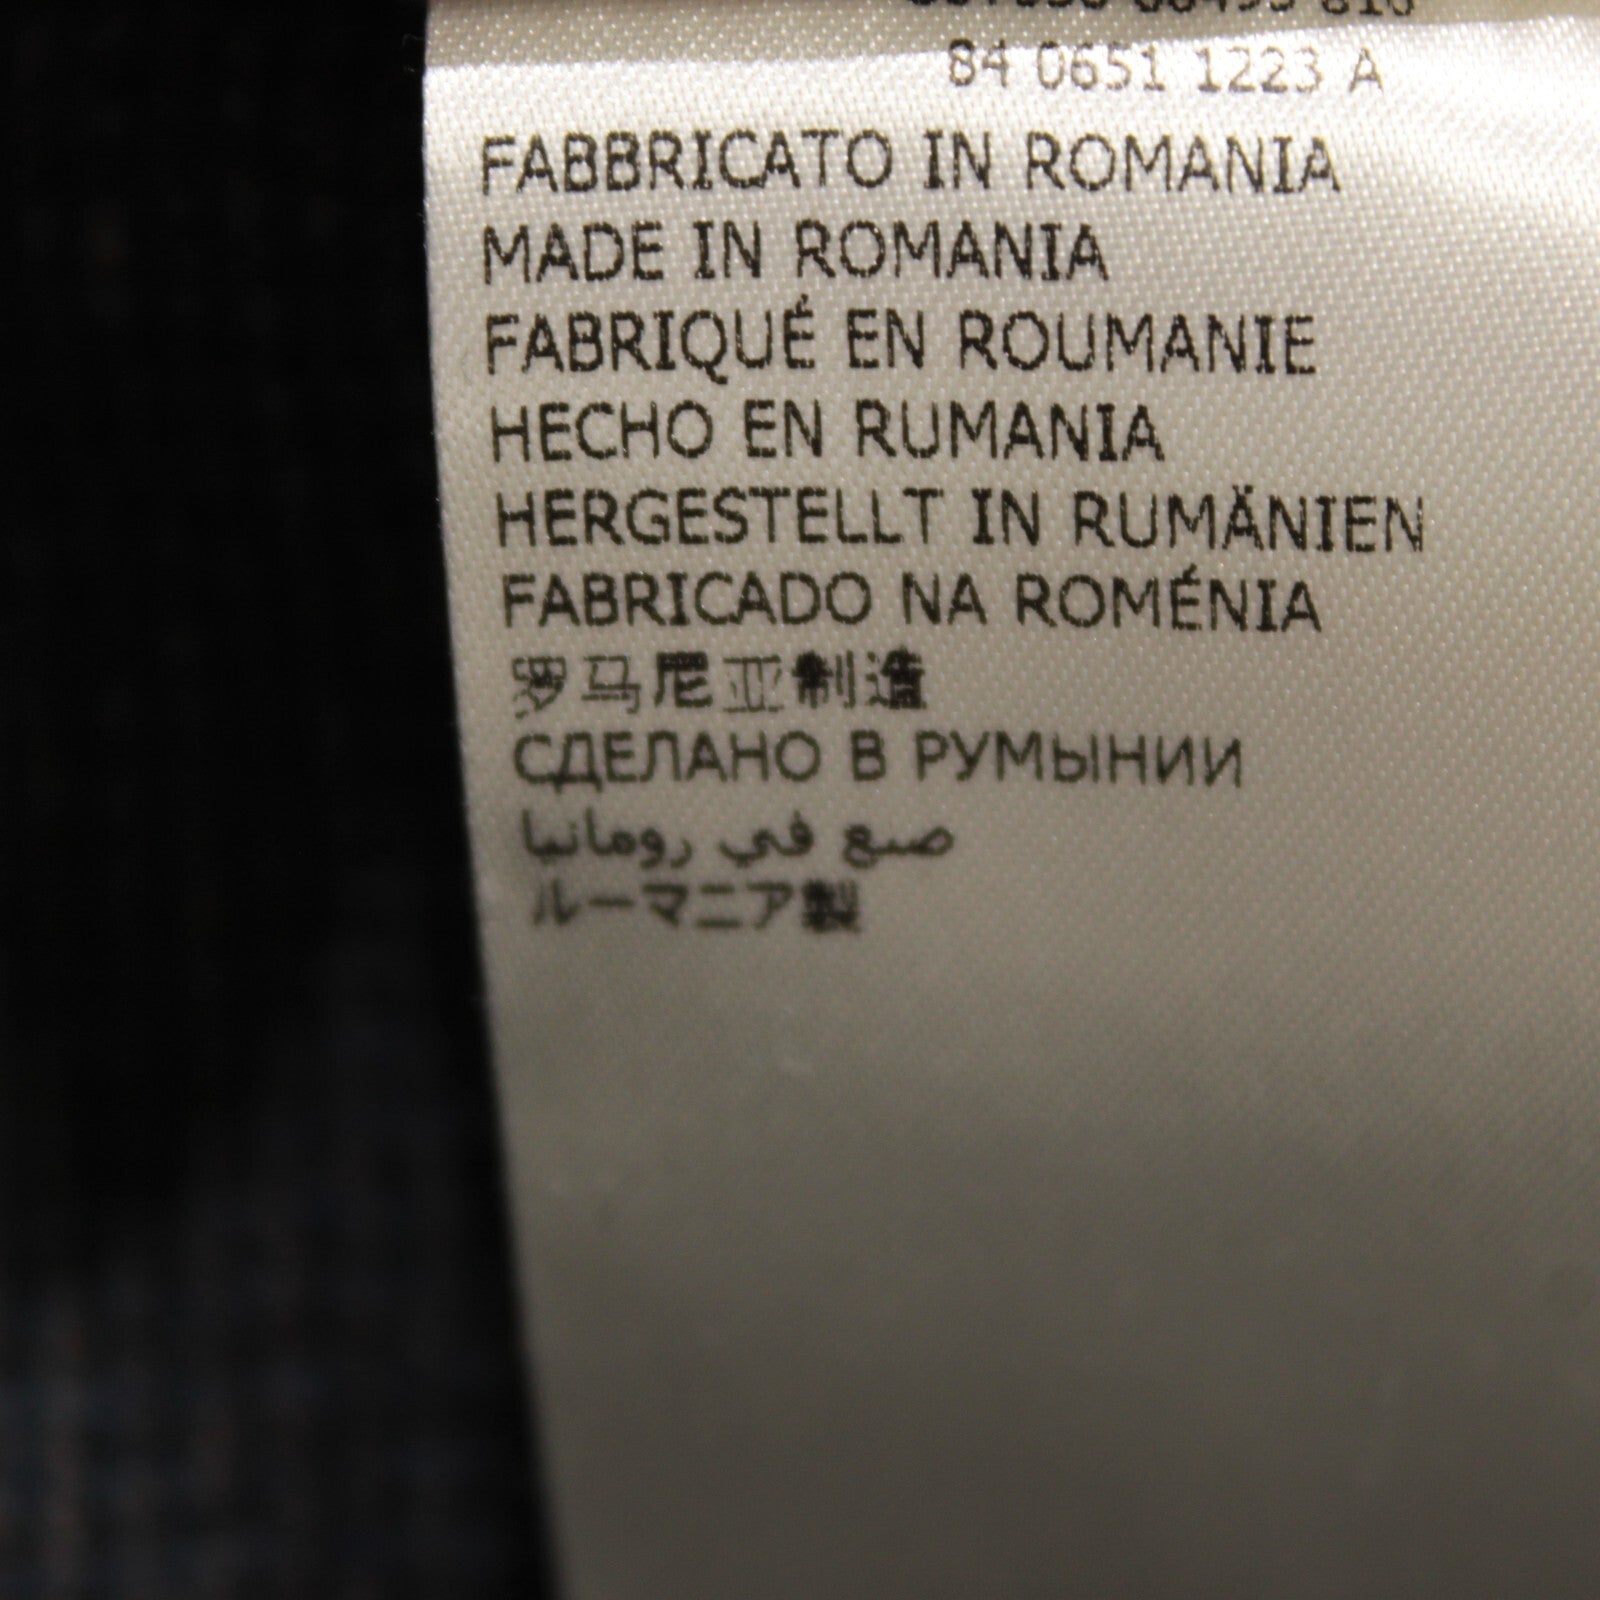 84 0651 1223 A
FABBRICATO IN ROMANIA
MADE IN ROMANIA
FABRIQUÉ EN ROUMANIE
HECHO EN RUMANIA
HERGESTELLT IN RUMÄNIEN
FABRICADO NA ROMÉNIA
罗马尼亚制造
СДЕЛАНО В РУМЫНИИ
صنع في رومانيا
ルーマニア製